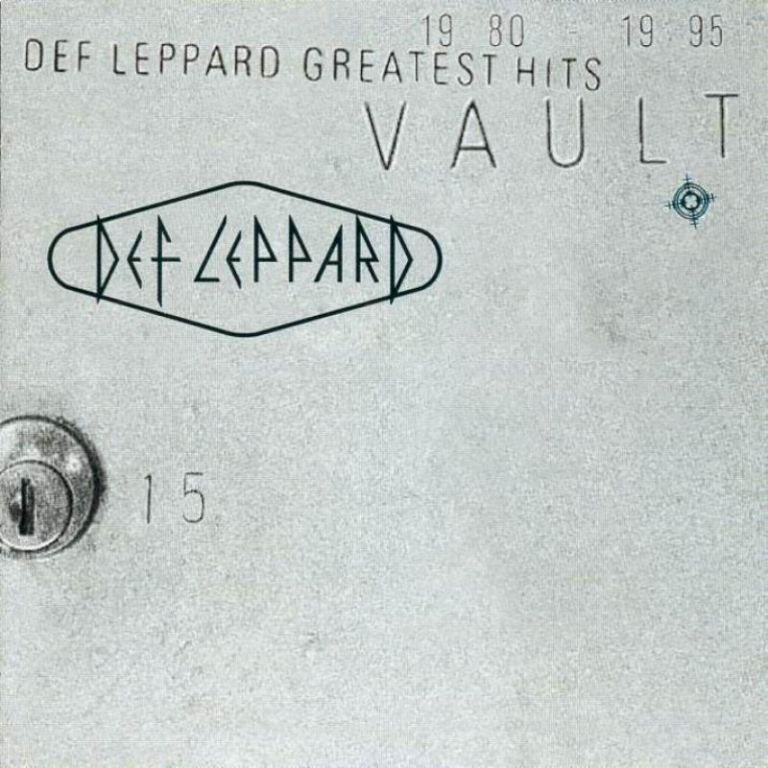 19 80 - 19 95
DEF LEPPARD GREATEST HITS
VAULT
DEF LEPPARD
15